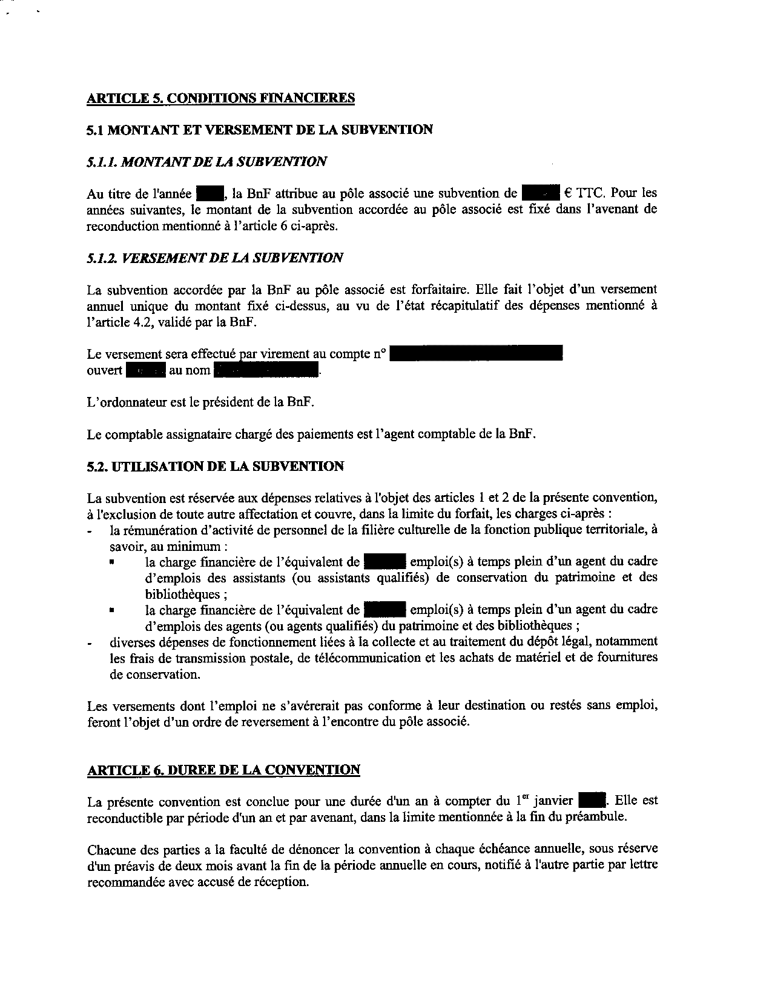 ARTICLE 5. CONDITIONS FINANCIERES
5.1 MONTANT ET VERSEMENT DE LA SUBVENTION
5.1.1. MONTANT DE LA SUBVENTION
Au titre de l'année , la BnF attribue au pôle associé une subvention de € TTC. Pour les
années suivantes, le montant de la subvention accordée au pôle associé est fixé dans l’avenant de
reconduction mentionné à l’article 6 ci-après.
5.1.2. VERSEMENT DE LA SUBVENTION
La subvention accordée par la BnF au pôle associé est forfaitaire. Elle fait l’objet d’un versement
annuel unique du montant fixé ci-dessus, au vu de l’état récapitulatif des dépenses mentionné à
l’article 4.2, validé par la BnF.
Le versement sera effectué par virement au compte n°
ouvert au nom .
L’ordonnateur est le président de la BnF.
Le comptable assignataire chargé des paiements est l’agent comptable de la BnF.
5.2. UTILISATION DE LA SUBVENTION
La subvention est réservée aux dépenses relatives à l'objet des articles 1 et 2 de la présente convention,
à l'exclusion de toute autre affectation et couvre, dans la limite du forfait, les charges ci-après :
- la rémunération d’activité de personnel de la filière culturelle de la fonction publique territoriale, à
savoir, au minimum :
▪ la charge financière de l’équivalent de emploi(s) à temps plein d’un agent du cadre
d’emplois des assistants (ou assistants qualifiés) de conservation du patrimoine et des
bibliothèques ;
▪ la charge financière de l’équivalent de emploi(s) à temps plein d’un agent du cadre
d’emplois des agents (ou agents qualifiés) du patrimoine et des bibliothèques ;
- diverses dépenses de fonctionnement liées à la collecte et au traitement du dépôt légal, notamment
les frais de transmission postale, de télécommunication et les achats de matériel et de fournitures
de conservation.
Les versements dont l’emploi ne s’avérerait pas conforme à leur destination ou restés sans emploi,
feront l’objet d’un ordre de reversement à l’encontre du pôle associé.
ARTICLE 6. DUREE DE LA CONVENTION
La présente convention est conclue pour une durée d'un an à compter du 1er janvier . Elle est
reconductible par période d'un an et par avenant, dans la limite mentionnée à la fin du préambule.
Chacune des parties a la faculté de dénoncer la convention à chaque échéance annuelle, sous réserve
d'un préavis de deux mois avant la fin de la période annuelle en cours, notifié à l'autre partie par lettre
recommandée avec accusé de réception.